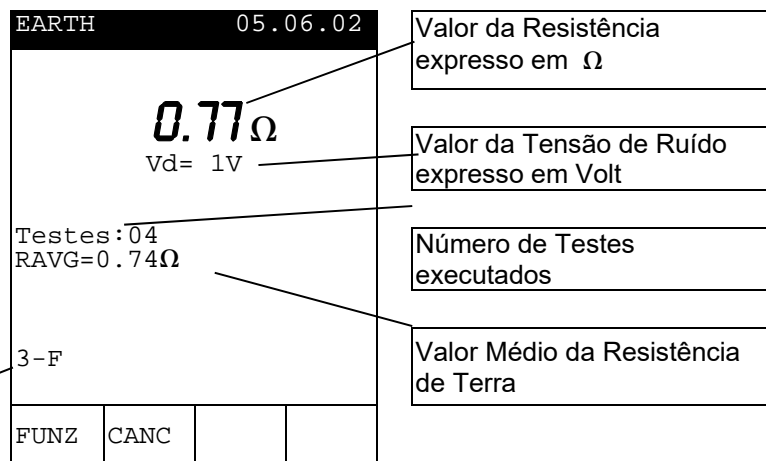 EARTH 05.06.02
0.77 Ω
Vd= 1V
Testes:04
RAVG=0.74Ω
3-F
FUNZ CANC
Valor da Resistência
expresso em Ω
Valor da Tensão de Ruído
expresso em Volt
Número de Testes
executados
Valor Médio da Resistência
de Terra